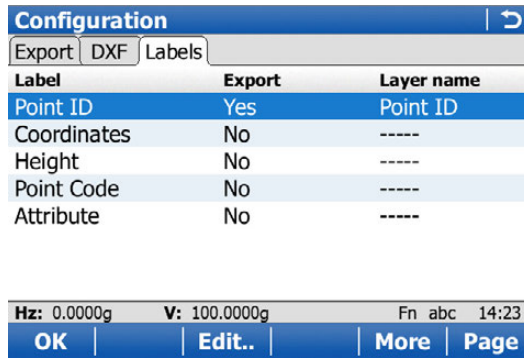 Configuration
Export DXF Labels
Label Export Layer name
Point ID Yes Point ID
Coordinates No -----
Height No -----
Point Code No -----
Attribute No -----
Hz: 0.0000g V: 100.0000g Fn abc 14:23
OK Edit.. More Page